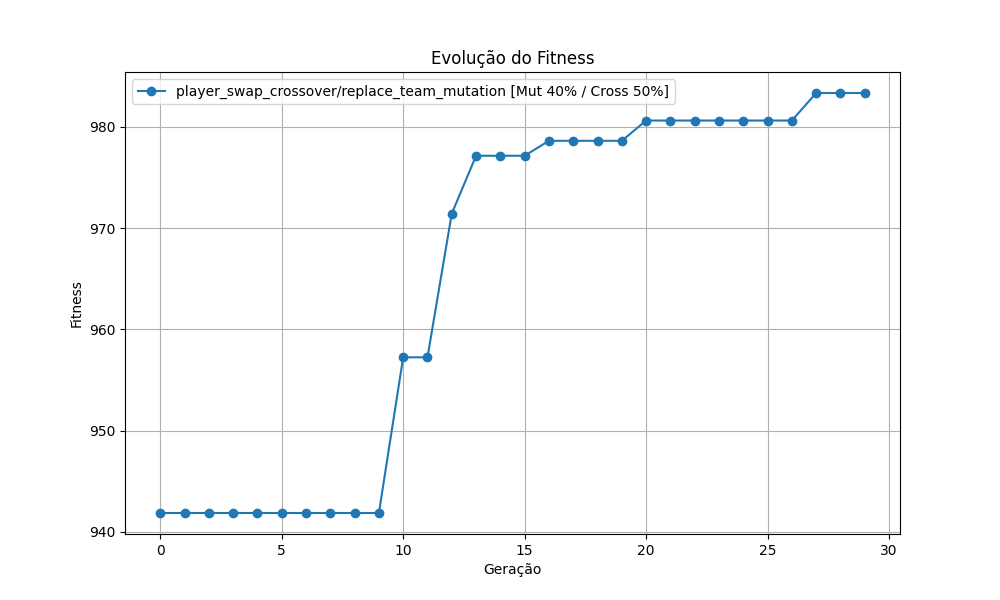 Evolução do Fitness
player_swap_crossover/replace_team_mutation [Mut 40% / Cross 50%]
980
970
960
950
940
Fitness
0 5 10 15 20 25 30
Geração